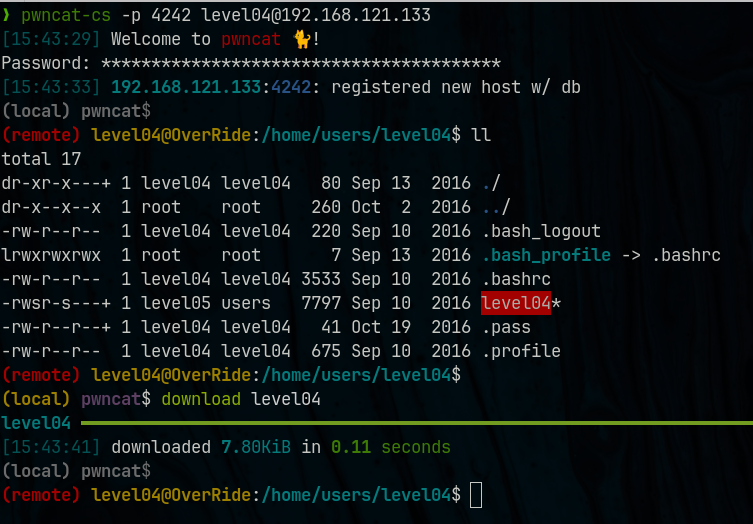 ❯ pwncat-cs -p 4242 level04@192.168.121.133
[15:43:29] Welcome to pwncat 🐈!
Password: ****************************************
[15:43:33] 192.168.121.133:4242: registered new host w/ db
(local) pwncat$
(remote) level04@OverRide:/home/users/level04$ ll
total 17
dr-xr-x---+ 1 level04 level04   80 Sep 13  2016 ./
dr-x--x--x  1 root    root     260 Oct  2  2016 ../
-rw-r--r--  1 level04 level04  220 Sep 10  2016 .bash_logout
lrwxrwxrwx  1 root    root       7 Sep 13  2016 .bash_profile -> .bashrc
-rw-r--r--  1 level04 level04 3533 Sep 10  2016 .bashrc
-rwsr-s---+ 1 level05 users   7797 Sep 10  2016 level04*
-rw-r--r--+ 1 level04 level04   41 Oct 19  2016 .pass
-rw-r--r--  1 level04 level04  675 Sep 10  2016 .profile
(remote) level04@OverRide:/home/users/level04$
(local) pwncat$ download level04
level04
[15:43:41] downloaded 7.80KiB in 0.11 seconds
(local) pwncat$
(remote) level04@OverRide:/home/users/level04$